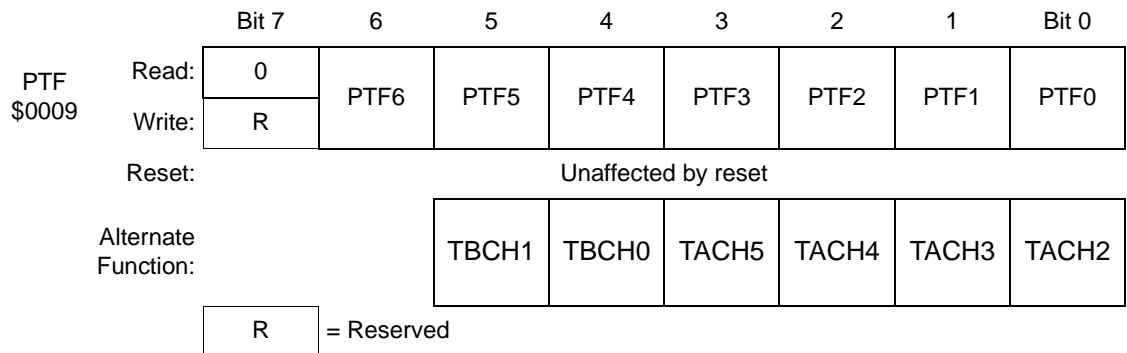 Bit 7 6 5 4 3 2 1 Bit 0
PTF $0009
Read: 0 PTF6 PTF5 PTF4 PTF3 PTF2 PTF1 PTF0
Write: R
Reset: Unaffected by reset
Alternate Function: TBCH1 TBCH0 TACH5 TACH4 TACH3 TACH2
R = Reserved